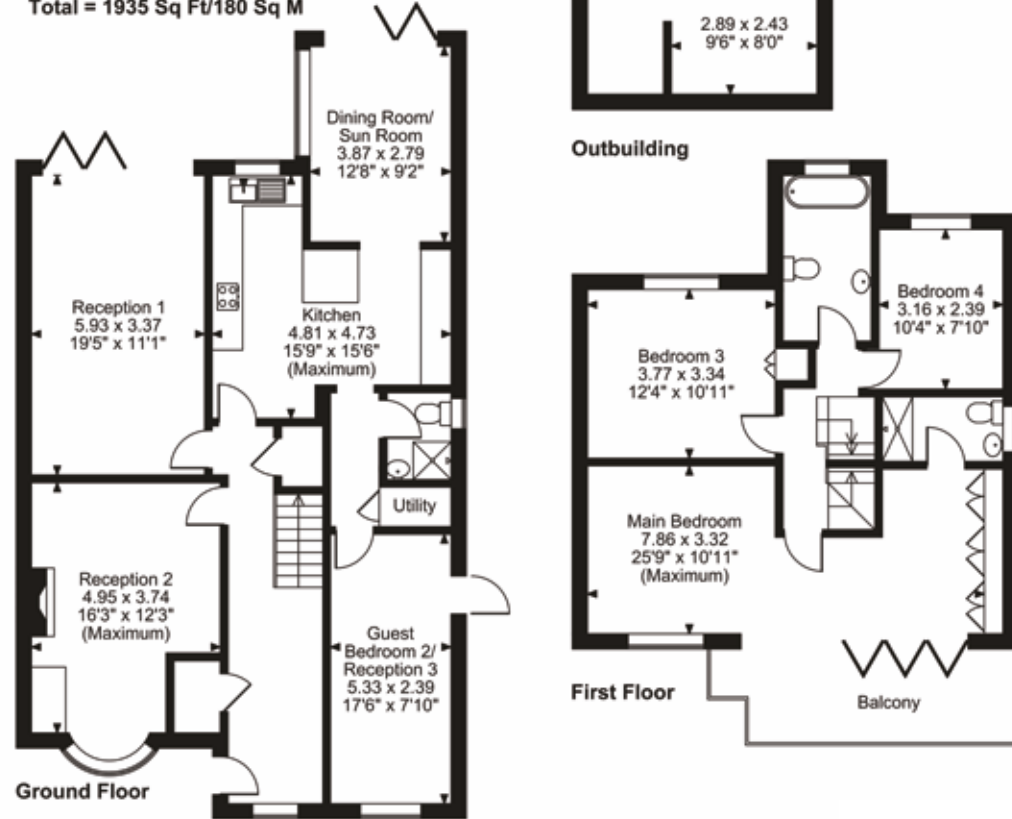 Total = 1935 Sq Ft/180 Sq M
Dining Room/
Sun Room
3.87 x 2.79
12'8" x 9'2"
Reception 1
5.93 x 3.37
19'5" x 11'1"
Kitchen
4.81 x 4.73
15'9" x 15'6"
(Maximum)
Utility
Reception 2
4.95 x 3.74
16'3" x 12'3"
(Maximum)
Guest
Bedroom 2/
Reception 3
5.33 x 2.39
17'6" x 7'10"
Ground Floor
2.89 x 2.43
9'6" x 8'0"
Outbuilding
Bedroom 4
3.16 x 2.39
10'4" x 7'10"
Bedroom 3
3.77 x 3.34
12'4" x 10'11"
Main Bedroom
7.86 x 3.32
25'9" x 10'11"
(Maximum)
First Floor
Balcony